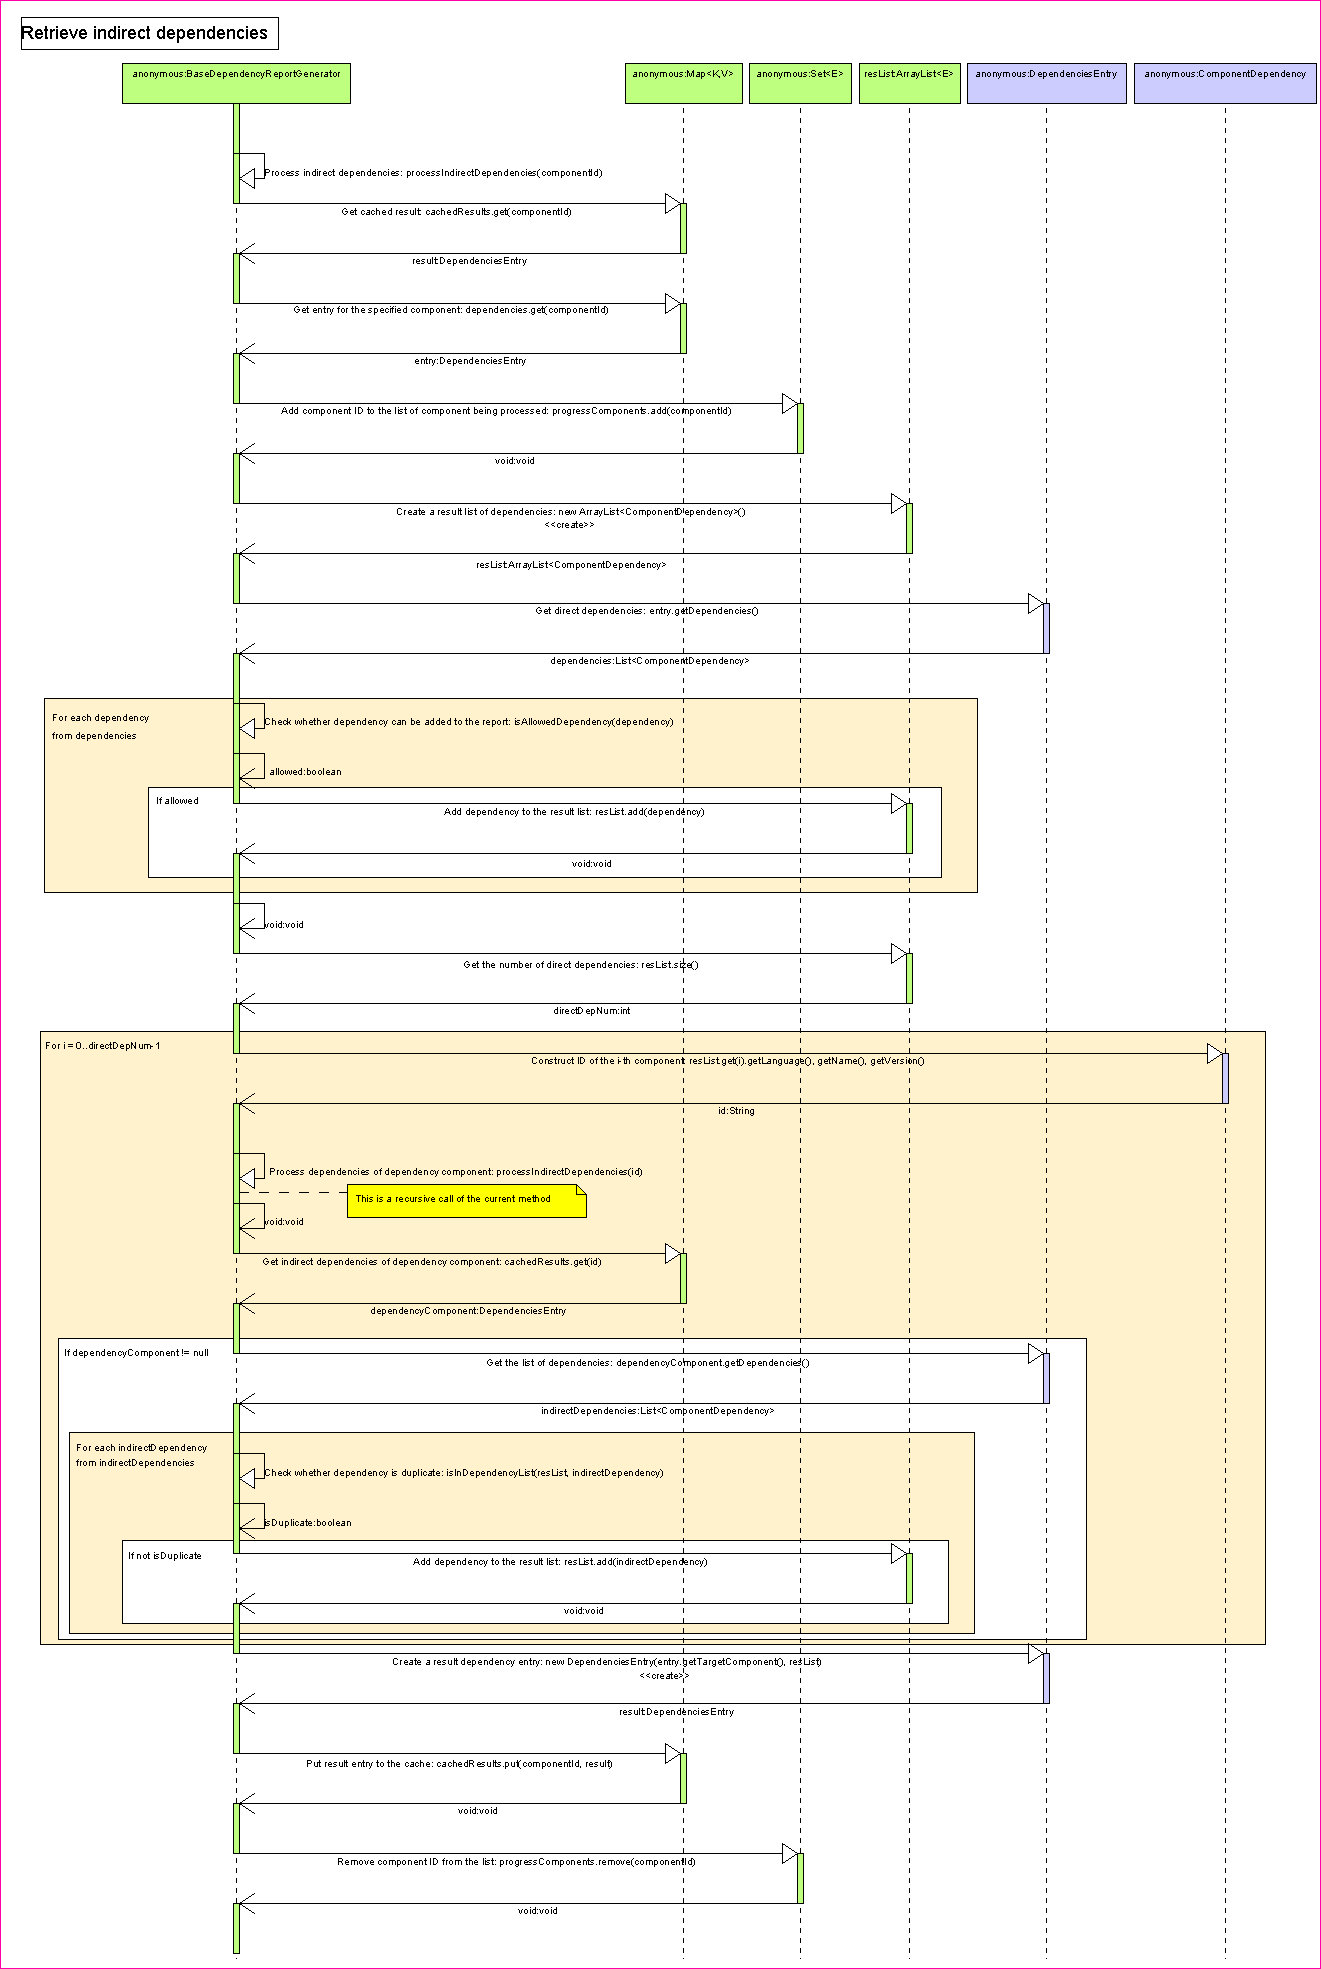 Retrieve indirect dependencies
anonymous:BaseDependencyReportGenerator
anonymous:Map<K,V>
anonymous:Set<E>
resList:ArrayList<E>
anonymous:DependenciesEntry
anonymous:ComponentDependency
Process indirect dependencies: processIndirectDependencies(componentId)
Get cached result: cachedResults.get(componentId)
result:DependenciesEntry
Get entry for the specified component: dependencies.get(componentId)
entry:DependenciesEntry
Add component ID to the list of component being processed: progressComponents.add(componentId)
void:void
Create a result list of dependencies: new ArrayList<ComponentDependency>()
<<create>>
resList:ArrayList<ComponentDependency>
Get direct dependencies: entry.getDependencies()
dependencies:List<ComponentDependency>
For each dependency
from dependencies
Check whether dependency can be added to the report: isAllowedDependency(dependency)
allowed:boolean
If allowed
Add dependency to the result list: resList.add(dependency)
void:void
void:void
Get the number of direct dependencies: resList.size()
directDepNum:int
For i = 0..directDepNum-1
Construct ID of the i-th component: resList.get(i).getLanguage(), getName(), getVersion()
id:String
Process dependencies of dependency component: processIndirectDependencies(id)
This is a recursive call of the current method
void:void
Get indirect dependencies of dependency component: cachedResults.get(id)
dependencyComponent:DependenciesEntry
If dependencyComponent != null
Get the list of dependencies: dependencyComponent.getDependencies()
indirectDependencies:List<ComponentDependency>
For each indirectDependency
from indirectDependencies
Check whether dependency is duplicate: isInDependencyList(resList, indirectDependency)
isDuplicate:boolean
If not isDuplicate
Add dependency to the result list: resList.add(indirectDependency)
void:void
Create a result dependency entry: new DependenciesEntry(entry.getTargetComponent(), resList)
<<create>>
result:DependenciesEntry
Put result entry to the cache: cachedResults.put(componentId, result)
void:void
Remove component ID from the list: progressComponents.remove(componentId)
void:void